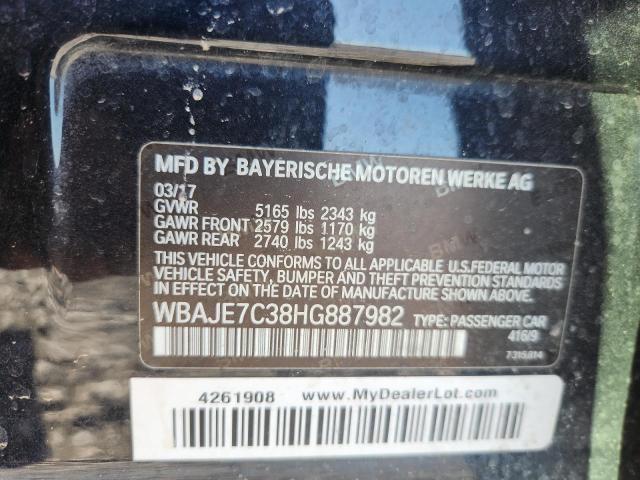 MFD BY BAYERISCHE MOTOREN WERKE AG
03/17
GVWR 5165 lbs 2343 kg
GAWR FRONT 2579 lbs 1170 kg
GAWR REAR 2740 lbs 1243 kg
THIS VEHICLE CONFORMS TO ALL APPLICABLE U.S.FEDERAL MOTOR
VEHICLE SAFETY, BUMPER AND THEFT PREVENTION STANDARDS
IN EFFECT ON THE DATE OF MANUFACTURE SHOWN ABOVE.
WBAJE7C38HG887982 TYPE: PASSENGER CAR
416/9
7315814
4261908 www.MyDealerLot.com